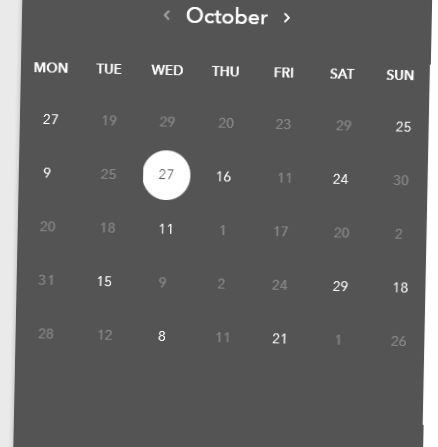 ‹ October ›
MON TUE WED THU FRI SAT SUN
27 19 29 20 23 29 25
9 25 27 16 11 24 30
20 18 11 1 17 20 2
31 15 9 2 24 29 18
28 12 8 11 21 1 26